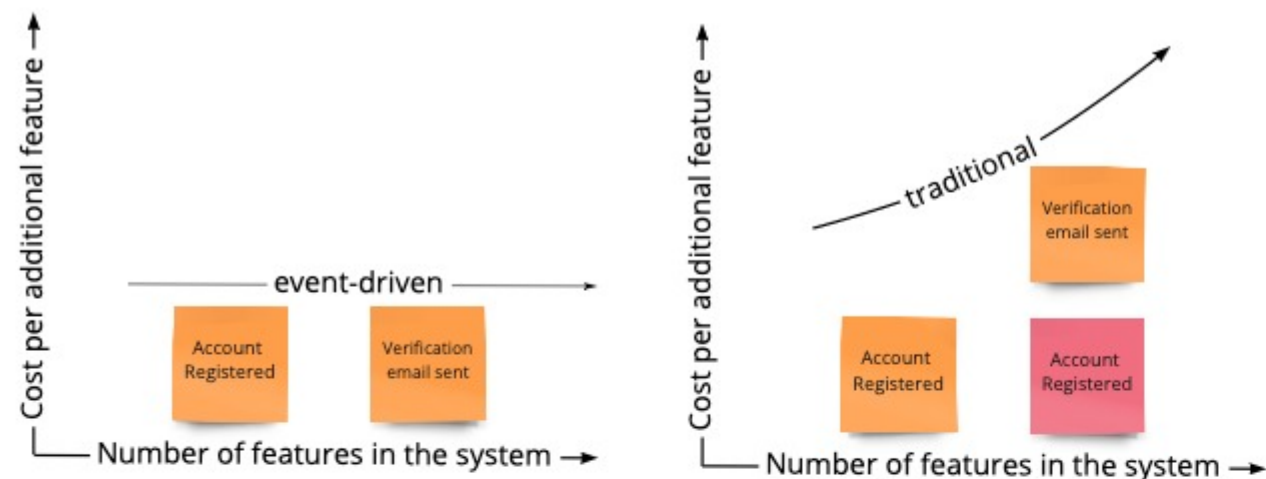 Cost per additional feature
event-driven
Account
Registered
Verification
email sent
Number of features in the system
Cost per additional feature
traditional
Verification
email sent
Account
Registered
Account
Registered
Number of features in the system